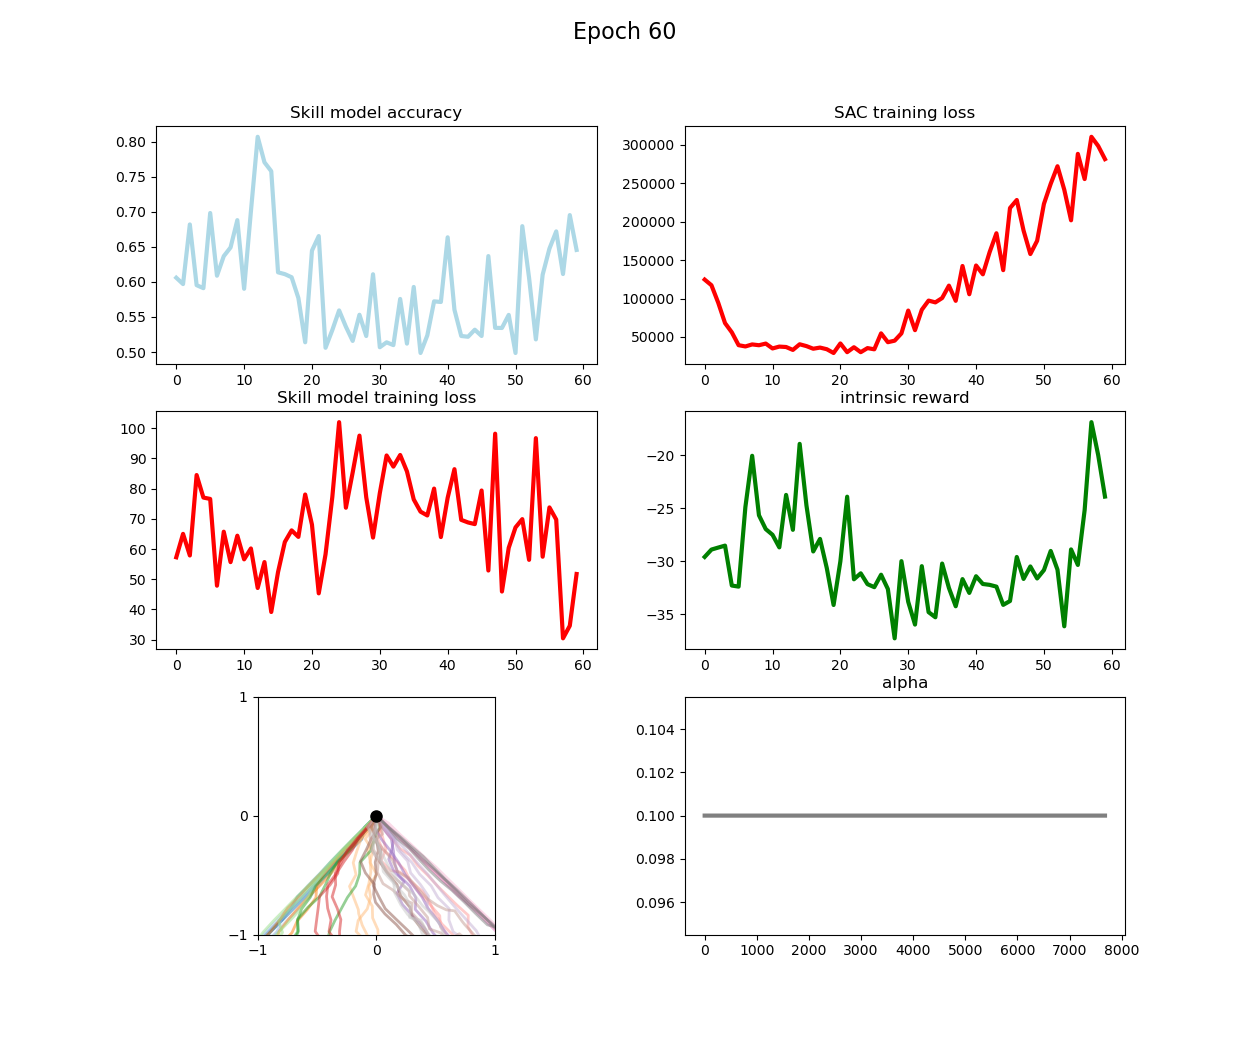 Epoch 60
Skill model accuracy
0.80
0.75
0.70
0.65
0.60
0.55
0.50
0 10 20 30 40 50 60
SAC training loss
300000
250000
200000
150000
100000
50000
0 10 20 30 40 50 60
Skill model training loss
100
90
80
70
60
50
40
30
0 10 20 30 40 50 60
intrinsic reward
−20
−25
−30
−35
0 10 20 30 40 50 60
1
0
−1
−1 0 1
alpha
0.104
0.102
0.100
0.098
0.096
0 1000 2000 3000 4000 5000 6000 7000 8000